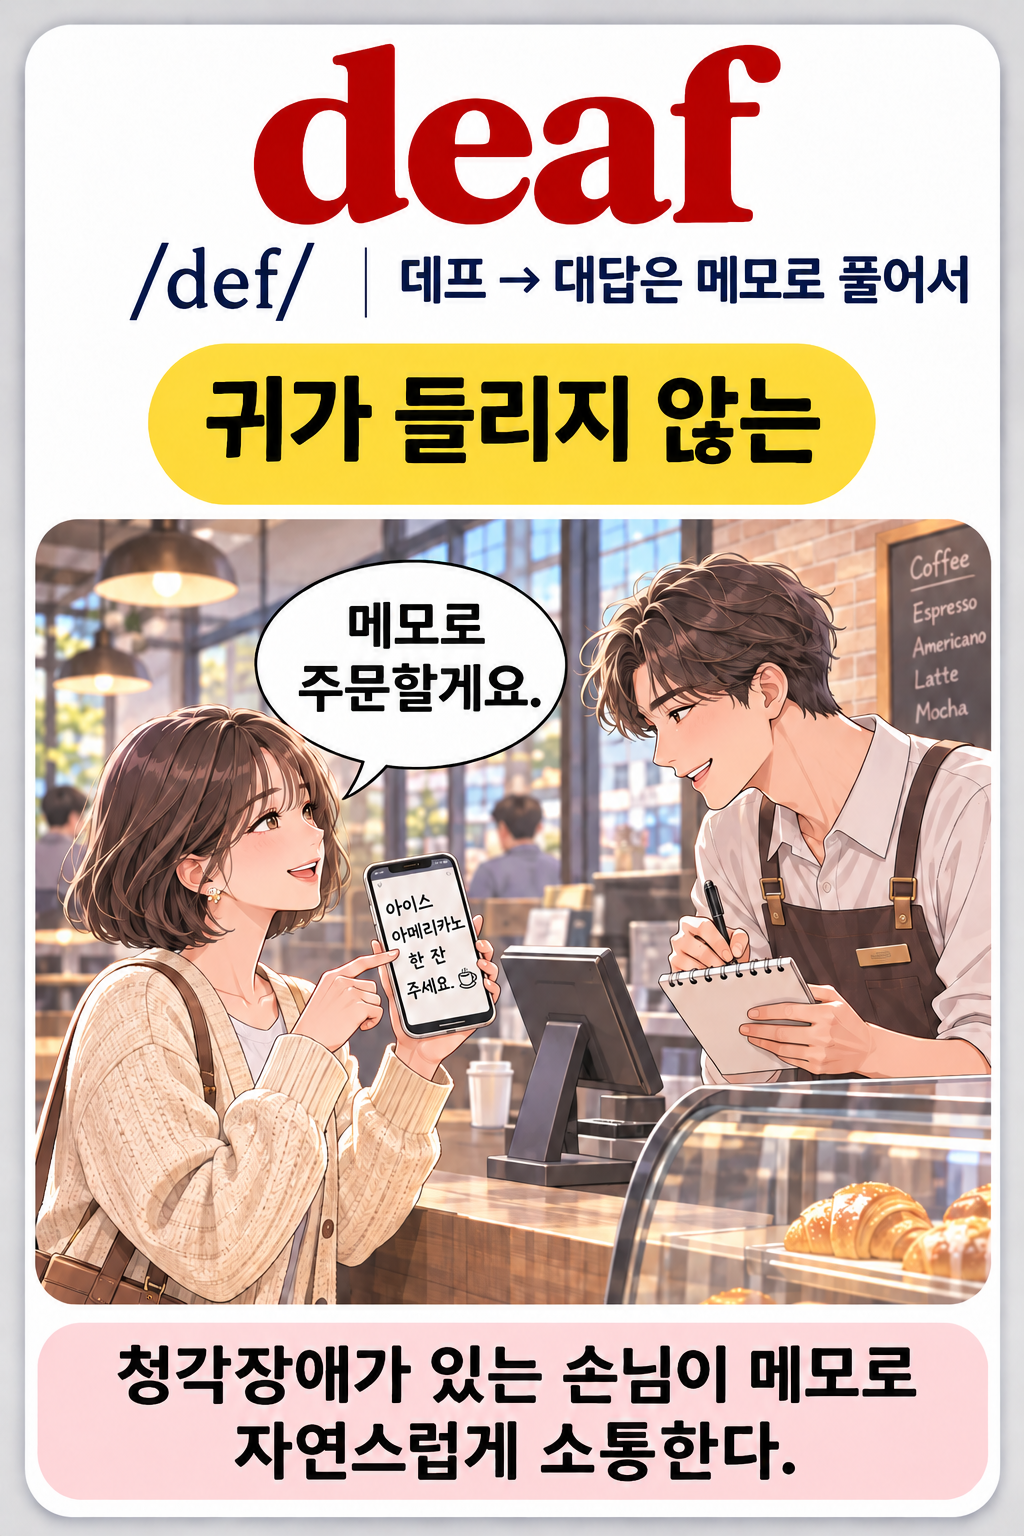 deaf
/def/ | 데프 → 대답은 메모로 풀어서
귀가 들리지 않는
메모로
주문할게요.
Coffee
Espresso
Americano
Latte
Mocha
아이스
아메리카노
한 잔
주세요.
청각장애가 있는 손님이 메모로
자연스럽게 소통한다.